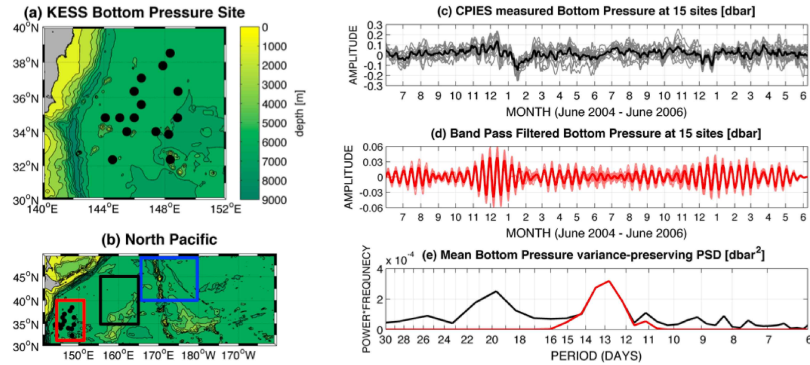 (a) KESS Bottom Pressure Site
40°N
38°N
36°N
34°N
32°N
30°N
140°E 144°E 148°E 152°E
0
1000
2000
3000
4000
5000
6000
7000
8000
9000
depth [m]
(b) North Pacific
45°N
40°N
35°N
30°N
150°E 160°E 170°E 180°W 170°W
(c) CPIES measured Bottom Pressure at 15 sites [dbar]
AMPLITUDE
0.3
0.2
0.1
0
-0.1
-0.2
-0.3
7 8 9 10 11 12 1 2 3 4 5 6 7 8 9 10 11 12 1 2 3 4 5 6
MONTH (June 2004 - June 2006)
(d) Band Pass Filtered Bottom Pressure at 15 sites [dbar]
AMPLITUDE
0.06
0.03
0
-0.03
-0.06
7 8 9 10 11 12 1 2 3 4 5 6 7 8 9 10 11 12 1 2 3 4 5 6
MONTH (June 2004 - June 2006)
(e) Mean Bottom Pressure variance-preserving PSD [dbar²]
POWER*FREQUNECY
×10⁻⁴
4
2
0
30 28 26 24 22 20 18 16 15 14 13 12 11 10 9 8 7 6
PERIOD (DAYS)